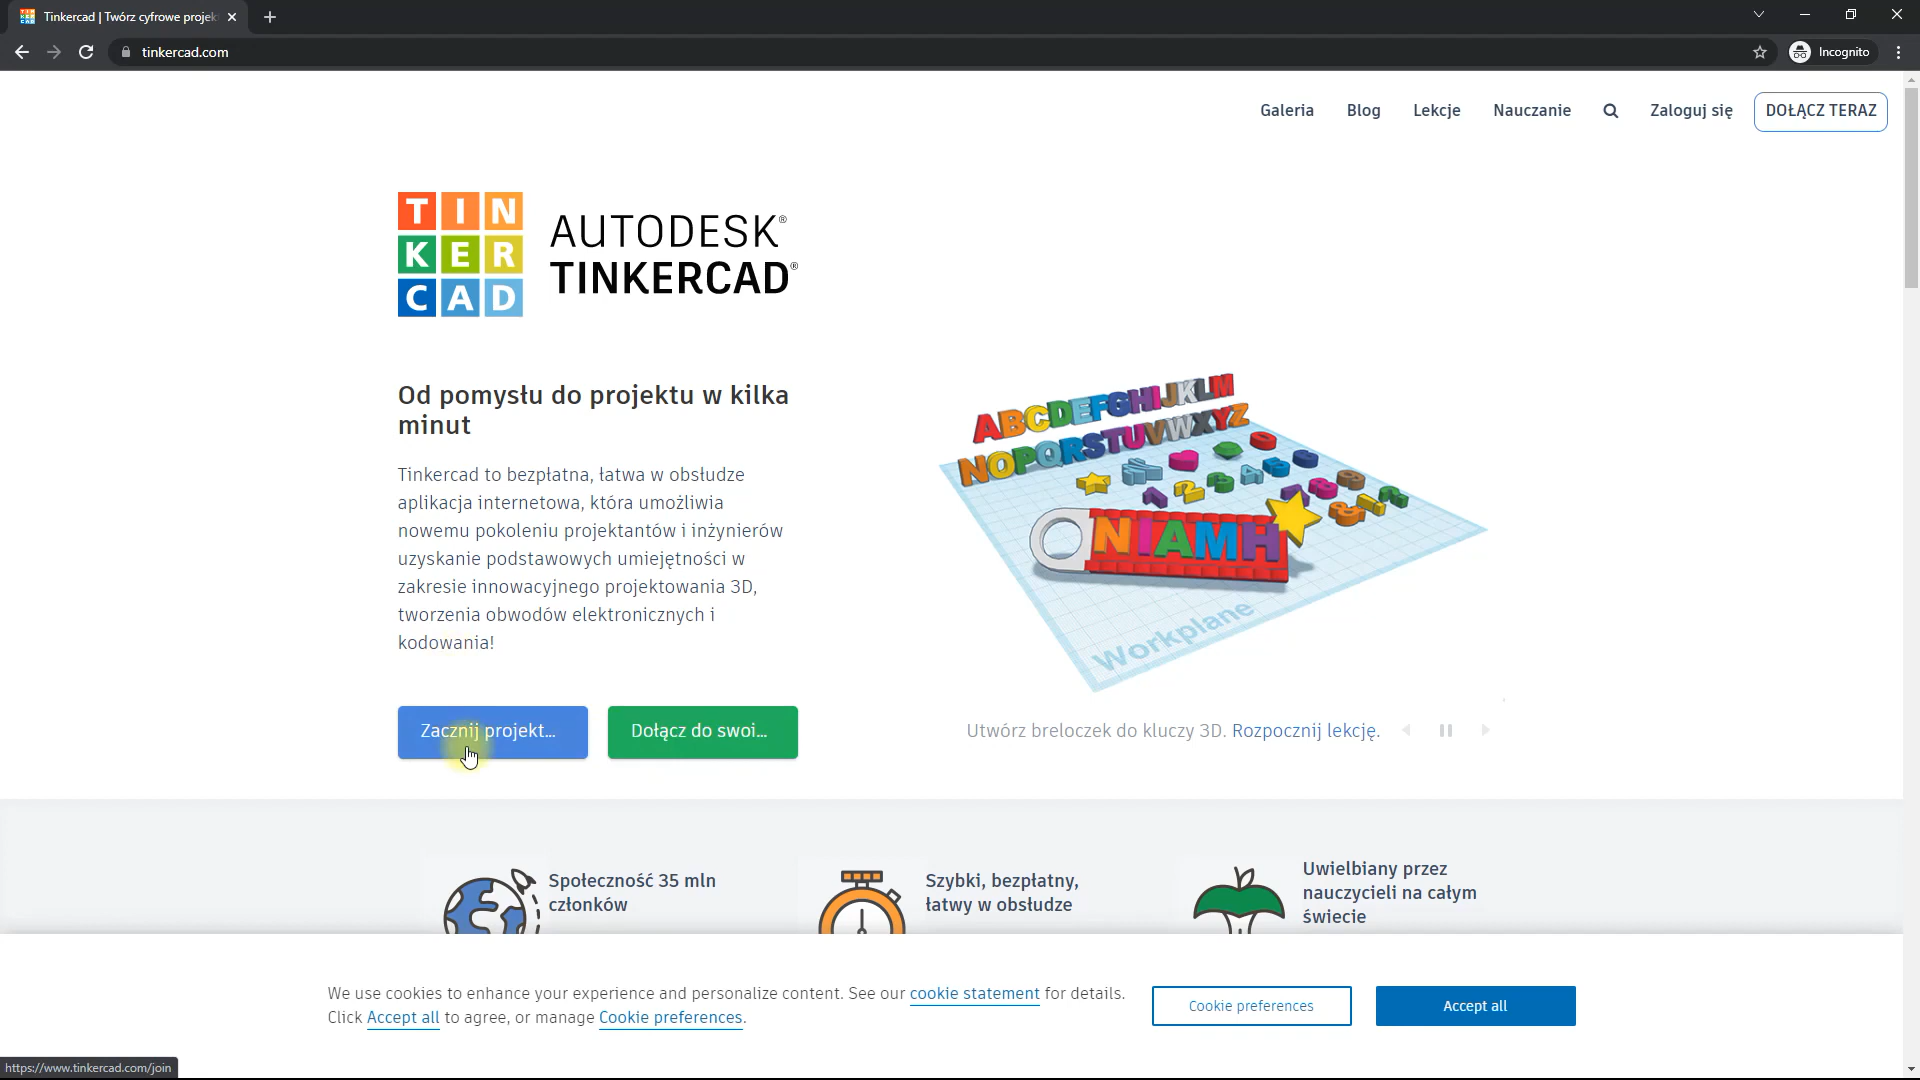 Tinkercad | Twórz cyfrowe projek
tinkercad.com
Incognito
Galeria
Blog
Lekcje
Nauczanie
Zaloguj się
DOŁĄCZ TERAZ
TIN
KER
CAD
AUTODESK®
TINKERCAD®
Od pomysłu do projektu w kilka
minut
Tinkercad to bezpłatna, łatwa w obsłudze
aplikacja internetowa, która umożliwia
nowemu pokoleniu projektantów i inżynierów
uzyskanie podstawowych umiejętności w
zakresie innowacyjnego projektowania 3D,
tworzenia obwodów elektronicznych i
kodowania!
ABCDEFGHIJKLM
NOPQRSTUVWXYZ
NIAMH
Workplane
Zacznij projekt...
Dołącz do swoi...
Utwórz breloczek do kluczy 3D. Rozpocznij lekcję.
Społeczność 35 mln
członków
Szybki, bezpłatny,
łatwy w obsłudze
Uwielbiany przez
nauczycieli na całym
świecie
We use cookies to enhance your experience and personalize content. See our cookie statement for details.
Click Accept all to agree, or manage Cookie preferences.
Cookie preferences
Accept all
https://www.tinkercad.com/join